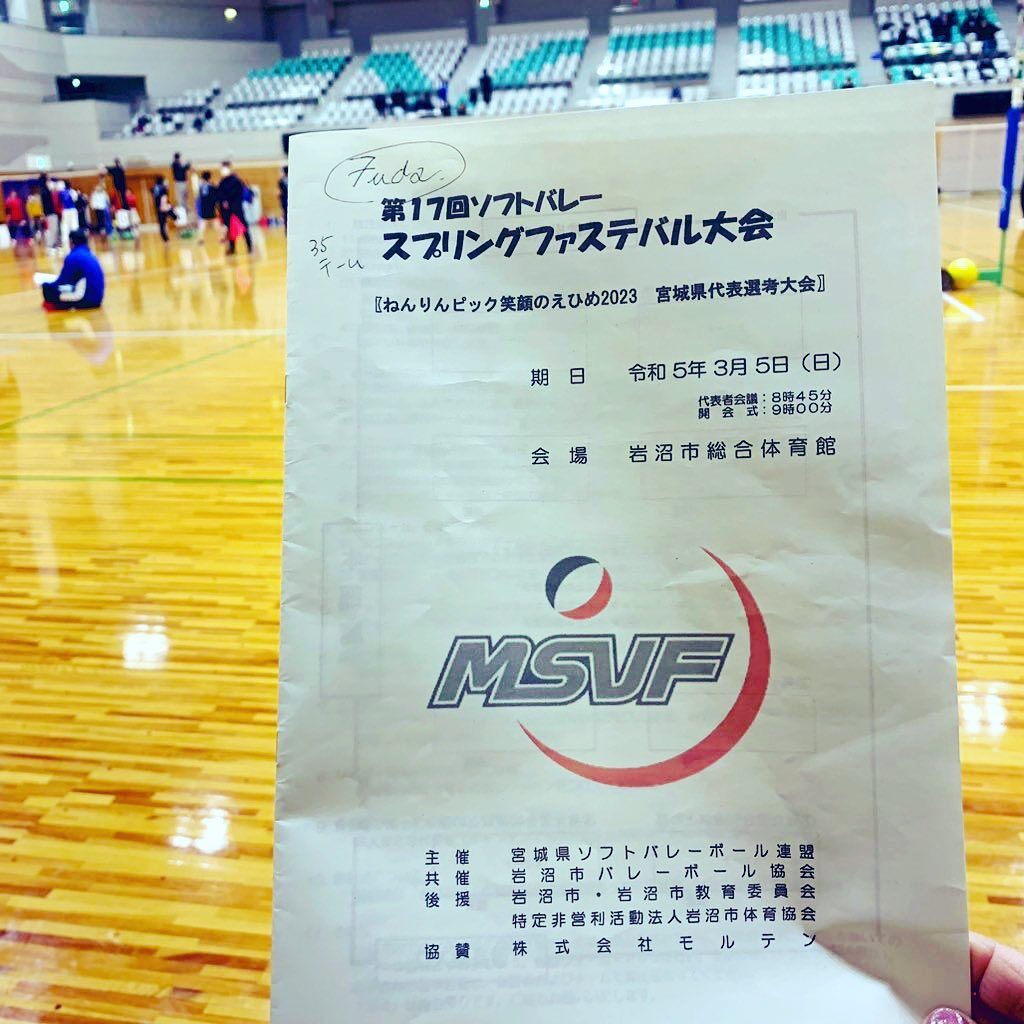 Fuda.
第17回ソフトバレー
35
チーム
スプリングファステバル大会
〖ねんりんピック笑顔のえひめ2023　宮城県代表選考大会〗
期　日　　令和５年３月５日（日）
代表者会議：８時４５分
開　会　式：９時００分
会　場　　岩沼市総合体育館
MSVF
主　催　　宮城県ソフトバレーボール連盟
共　催　　岩沼市バレーボール協会
後　援　　岩沼市・岩沼市教育委員会
特定非営利活動法人岩沼市体育協会
協　賛　　株式会社モルテン